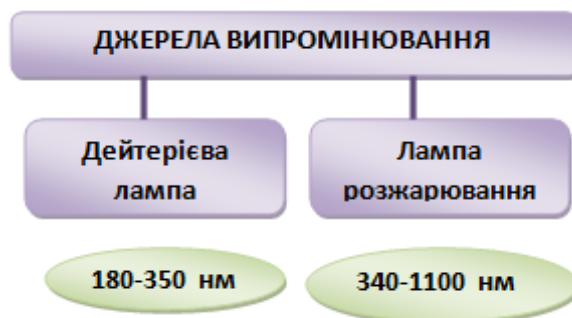 ДЖЕРЕЛА ВИПРОМІНЮВАННЯ
Дейтерієва
лампа
Лампа
розжарювання
180-350 нм
340-1100 нм